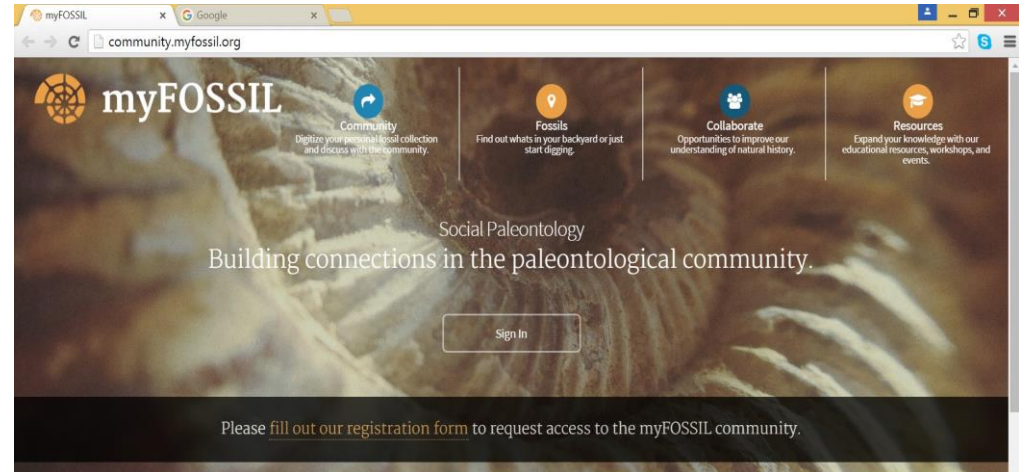 myFOSSIL
Google
community.myfossil.org
myFOSSIL
Community
Digitize your personal fossil collection
and discuss with the community.
Fossils
Find out whats in your backyard or just
start digging.
Collaborate
Opportunities to improve our
understanding of natural history.
Resources
Expand your knowledge with our
educational resources, workshops, and
events.
Social Paleontology
Building connections in the paleontological community.
Sign In
Please fill out our registration form to request access to the myFOSSIL community.